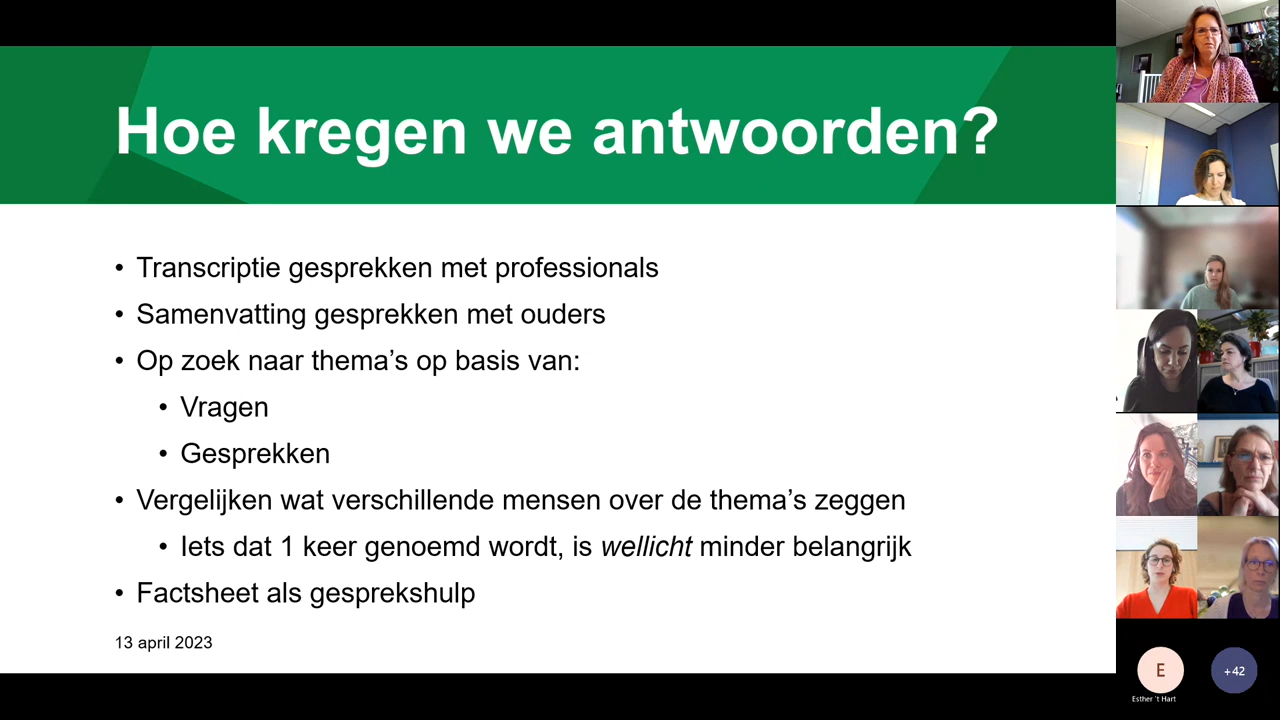 Hoe kregen we antwoorden?
• Transcriptie gesprekken met professionals
• Samenvatting gesprekken met ouders
• Op zoek naar thema’s op basis van:
• Vragen
• Gesprekken
• Vergelijken wat verschillende mensen over de thema’s zeggen
• Iets dat 1 keer genoemd wordt, is wellicht minder belangrijk
• Factsheet als gesprekshulp
13 april 2023
E
+42
Esther 't Hart